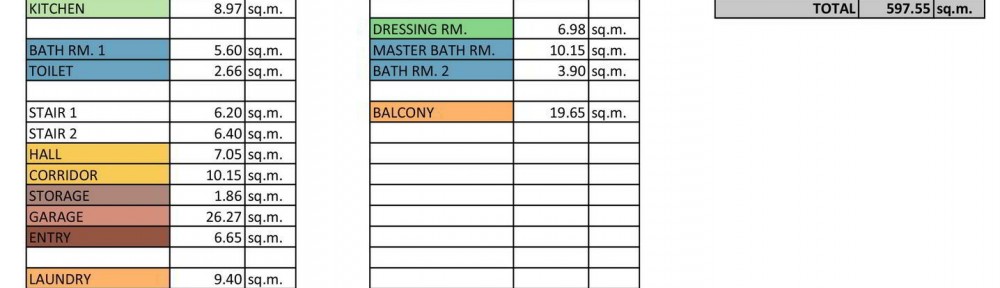 KITCHEN 8.97 sq.m.
BATH RM. 1 5.60 sq.m.
TOILET 2.66 sq.m.
STAIR 1 6.20 sq.m.
STAIR 2 6.40 sq.m.
HALL 7.05 sq.m.
CORRIDOR 10.15 sq.m.
STORAGE 1.86 sq.m.
GARAGE 26.27 sq.m.
ENTRY 6.65 sq.m.
LAUNDRY 9.40 sq.m.
DRESSING RM. 6.98 sq.m.
MASTER BATH RM. 10.15 sq.m.
BATH RM. 2 3.90 sq.m.
BALCONY 19.65 sq.m.
TOTAL 597.55 sq.m.